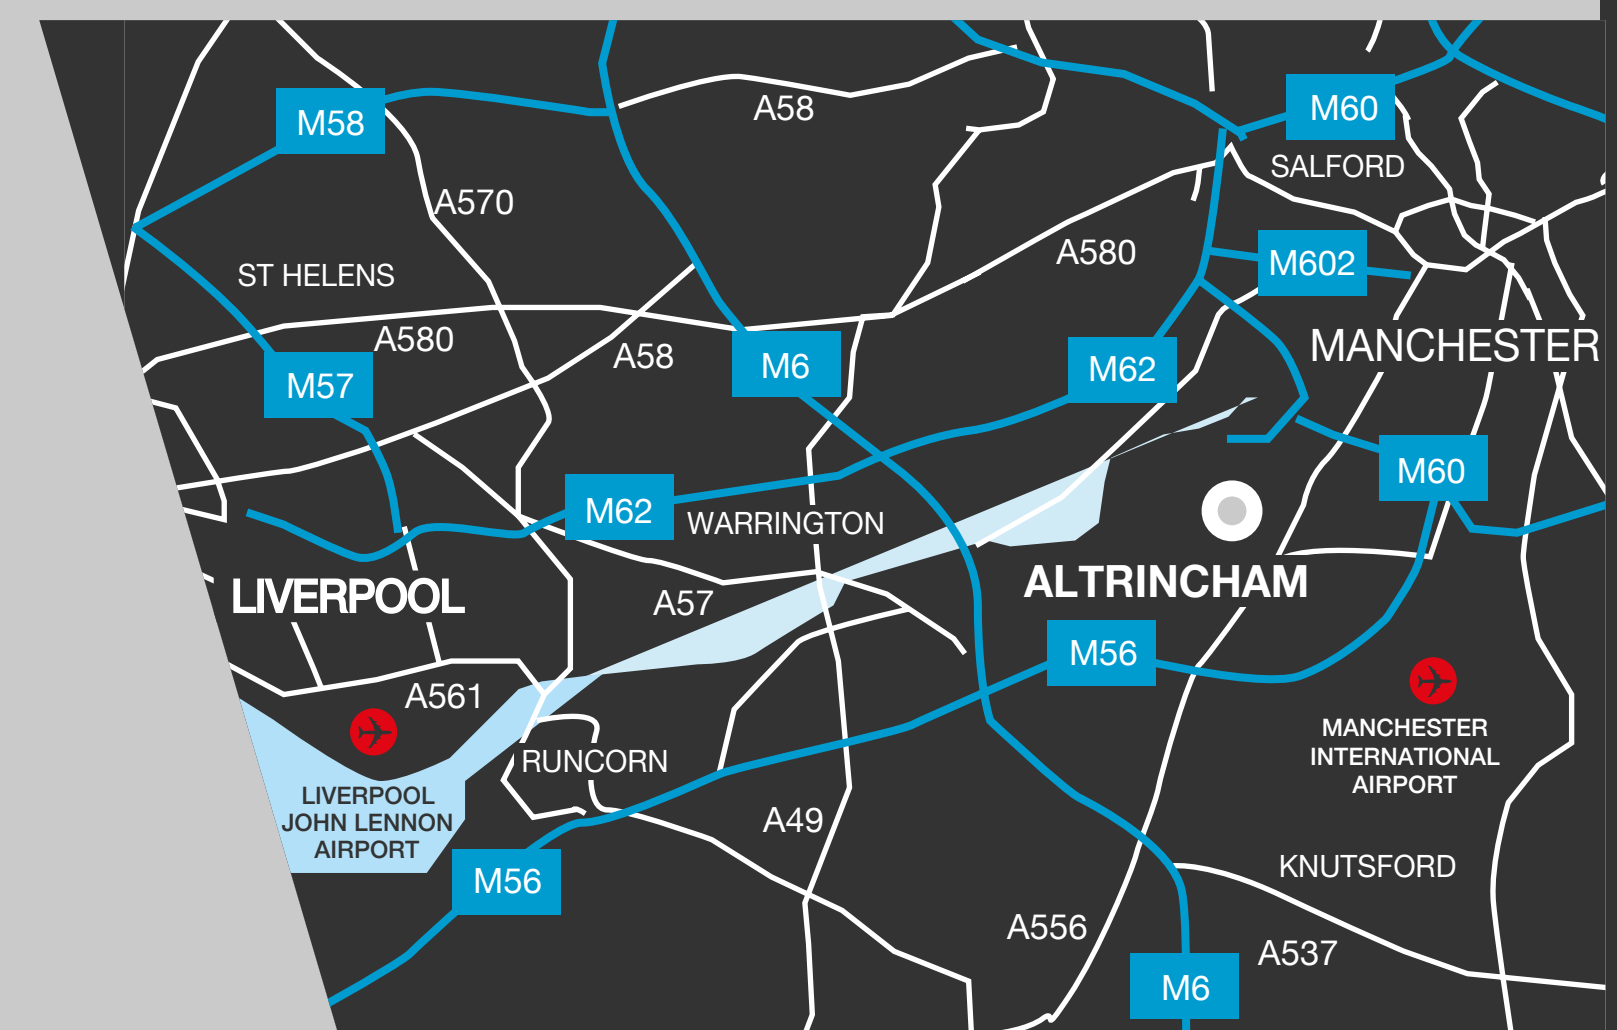 A58
M60
M58
SALFORD
A570
A580
M602
ST HELENS
A580
A58
MANCHESTER
M57
M6
M62
M60
M62
WARRINGTON
LIVERPOOL
A57
ALTRINCHAM
M56
A561
MANCHESTER
INTERNATIONAL
AIRPORT
RUNCORN
LIVERPOOL
JOHN LENNON
AIRPORT
A49
M56
KNUTSFORD
A556
A537
M6